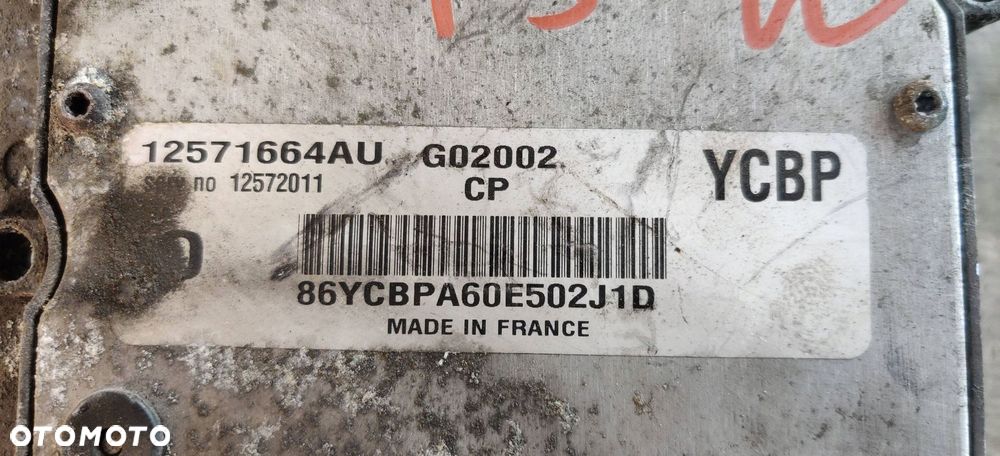 12571664AU G02002 YCBP
no 12572011 CP
86YCBPA60E502J1D
MADE IN FRANCE
OTOMOTO